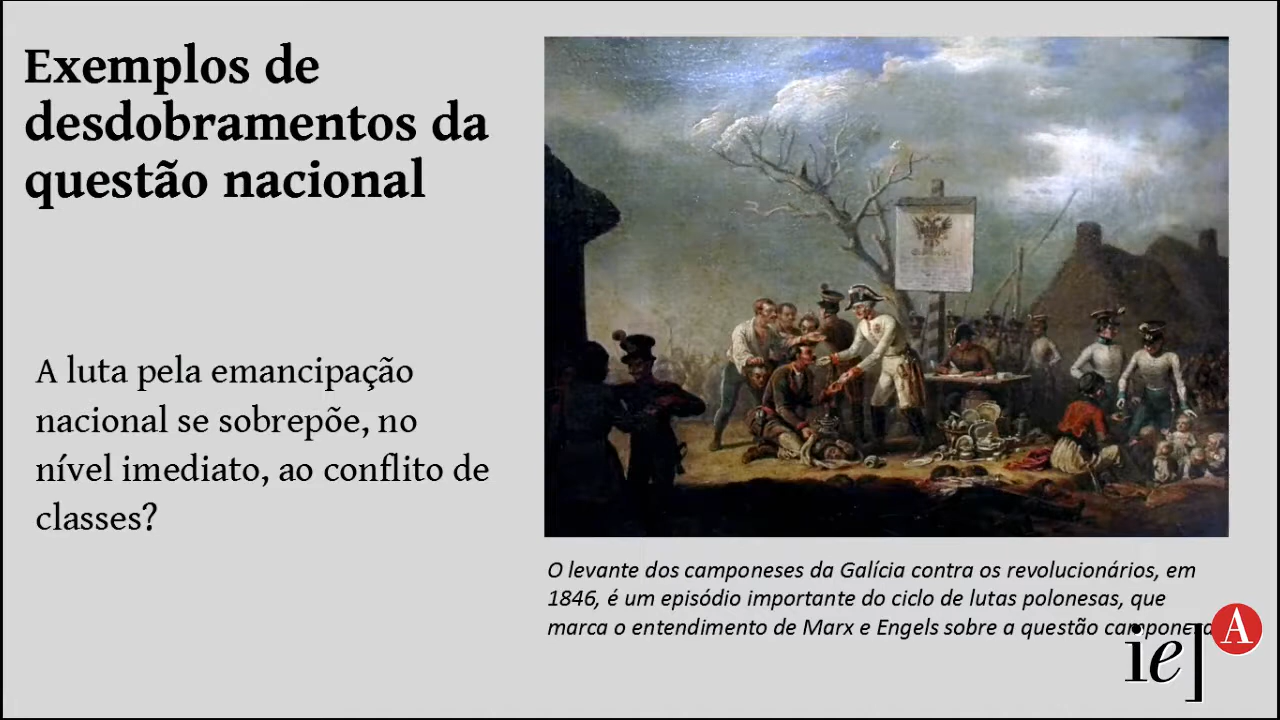 Exemplos de
desdobramentos da
questão nacional
A luta pela emancipação
nacional se sobrepõe, no
nível imediato, ao conflito de
classes?
O levante dos camponeses da Galícia contra os revolucionários, em
1846, é um episódio importante do ciclo de lutas polonesas, que
marca o entendimento de Marx e Engels sobre a questão camponesa
ie]
A